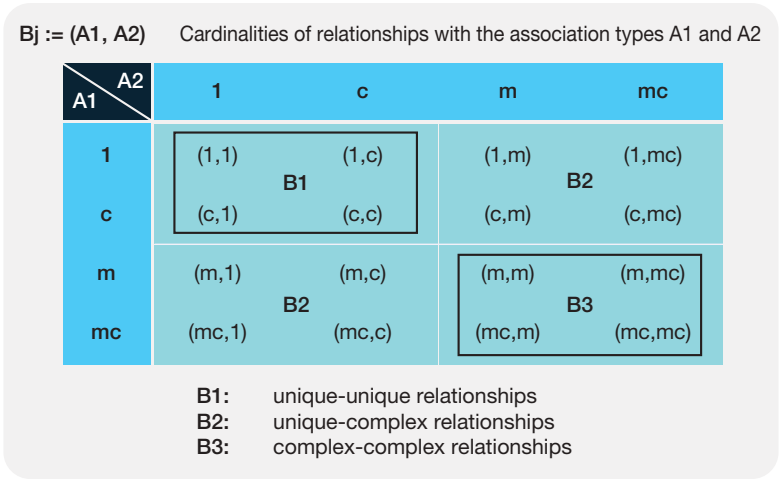 Bj := (A1, A2) Cardinalities of relationships with the association types A1 and A2
A2
A1 1 c m mc
1 (1,1) (1,c) (1,m) (1,mc)
B1 B2
c (c,1) (c,c) (c,m) (c,mc)
m (m,1) (m,c) (m,m) (m,mc)
B2 B3
mc (mc,1) (mc,c) (mc,m) (mc,mc)
B1: unique-unique relationships
B2: unique-complex relationships
B3: complex-complex relationships